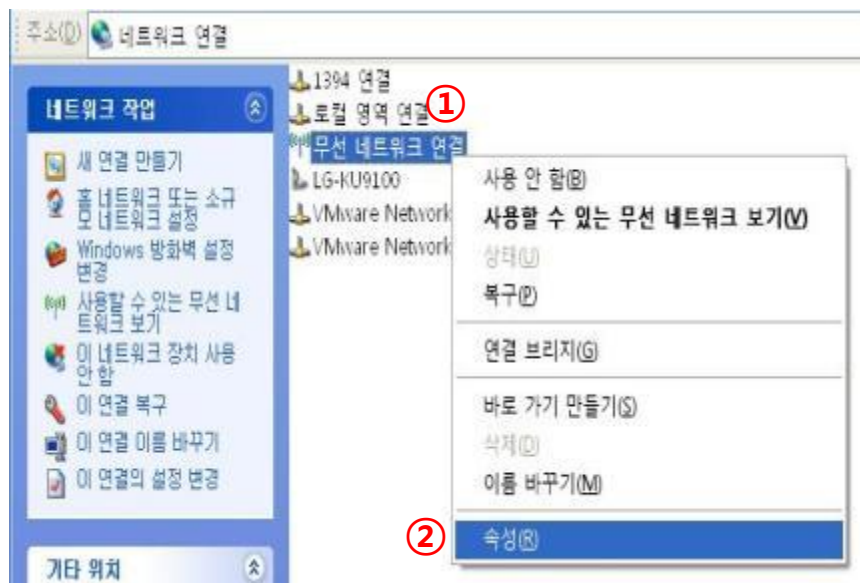 주소(D) 네트워크 연결
네트워크 작업
새 연결 만들기
홈 네트워크 또는 소규
모 네트워크 설정
Windows 방화벽 설정
변경
사용할 수 있는 무선 네
트워크 보기
이 네트워크 장치 사용
안 함
이 연결 복구
이 연결 이름 바꾸기
이 연결의 설정 변경
기타 위치
1394 연결
로컬 영역 연결
①
무선 네트워크 연결
LG-KU9100
VMware Network
VMware Network
사용 안 함(B)
사용할 수 있는 무선 네트워크 보기(V)
상태(U)
복구(P)
연결 브리지(G)
바로 가기 만들기(S)
삭제(D)
이름 바꾸기(M)
②
속성(R)